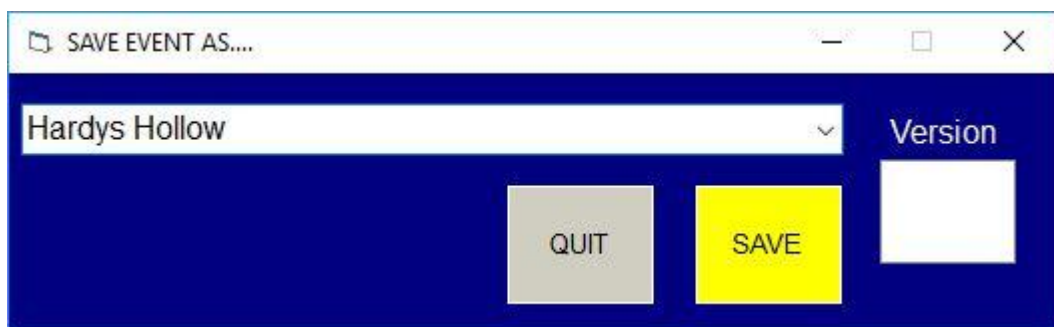 SAVE EVENT AS....
Hardys Hollow
Version
QUIT
SAVE